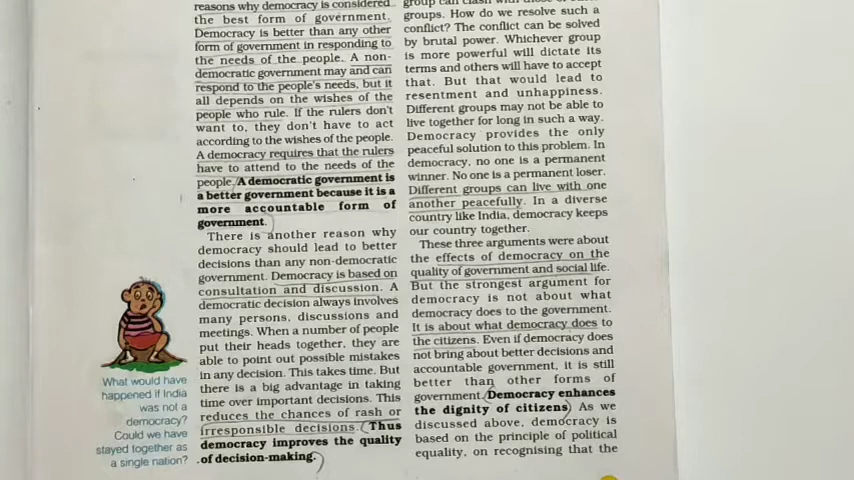 reasons why democracy is considered
the best form of government.
Democracy is better than any other
form of government in responding to
the needs of the people. A non-
democratic government may and can
respond to the people's needs, but it
all depends on the wishes of the
people who rule. If the rulers don't
want to, they don't have to act
according to the wishes of the people.
A democracy requires that the rulers
have to attend to the needs of the
people. A democratic government is
a better government because it is a
more accountable form of
government.
There is another reason why
democracy should lead to better
decisions than any non-democratic
government. Democracy is based on
consultation and discussion. A
democratic decision always involves
many persons, discussions and
meetings. When a number of people
put their heads together, they are
able to point out possible mistakes
in any decision. This takes time. But
there is a big advantage in taking
time over important decisions. This
reduces the chances of rash or
irresponsible decisions. Thus
democracy improves the quality
of decision-making.
What would have
happened if India
was not a
democracy?
Could we have
stayed together as
a single nation?
group can clash with those of
groups. How do we resolve such a
conflict? The conflict can be solved
by brutal power. Whichever group
is more powerful will dictate its
terms and others will have to accept
that. But that would lead to
resentment and unhappiness.
Different groups may not be able to
live together for long in such a way.
Democracy provides the only
peaceful solution to this problem. In
democracy, no one is a permanent
winner. No one is a permanent loser.
Different groups can live with one
another peacefully. In a diverse
country like India, democracy keeps
our country together.
These three arguments were about
the effects of democracy on the
quality of government and social life.
But the strongest argument for
democracy is not about what
democracy does to the government.
It is about what democracy does to
the citizens. Even if democracy does
not bring about better decisions and
accountable government, it is still
better than other forms of
government. Democracy enhances
the dignity of citizens. As we
discussed above, democracy is
based on the principle of political
equality, on recognising that the